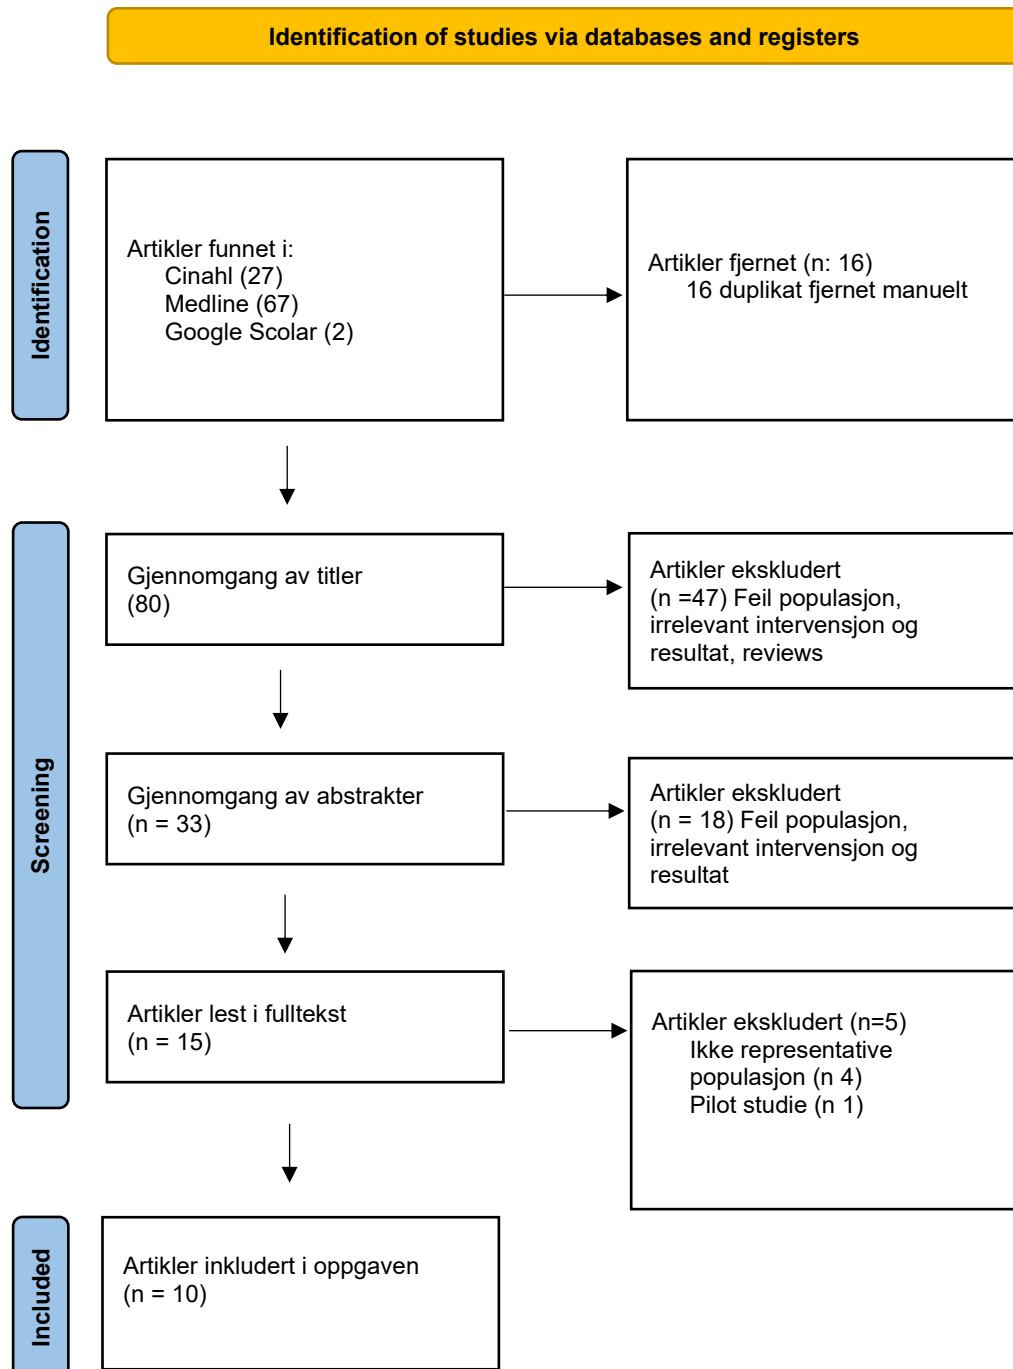 Identification of studies via databases and registers
Identification
Artikler funnet i:
Cinahl (27)
Medline (67)
Google Scolar (2)
Artikler fjernet (n: 16)
16 duplikat fjernet manuelt
Screening
Gjennomgang av titler
(80)
Artikler ekskludert
(n =47) Feil populasjon,
irrelevant intervensjon og
resultat, reviews
Gjennomgang av abstrakter
(n = 33)
Artikler ekskludert
(n = 18) Feil populasjon,
irrelevant intervensjon og
resultat
Artikler lest i fulltekst
(n = 15)
Artikler ekskludert (n=5)
Ikke representative
populasjon (n 4)
Pilot studie (n 1)
Included
Artikler inkludert i oppgaven
(n = 10)